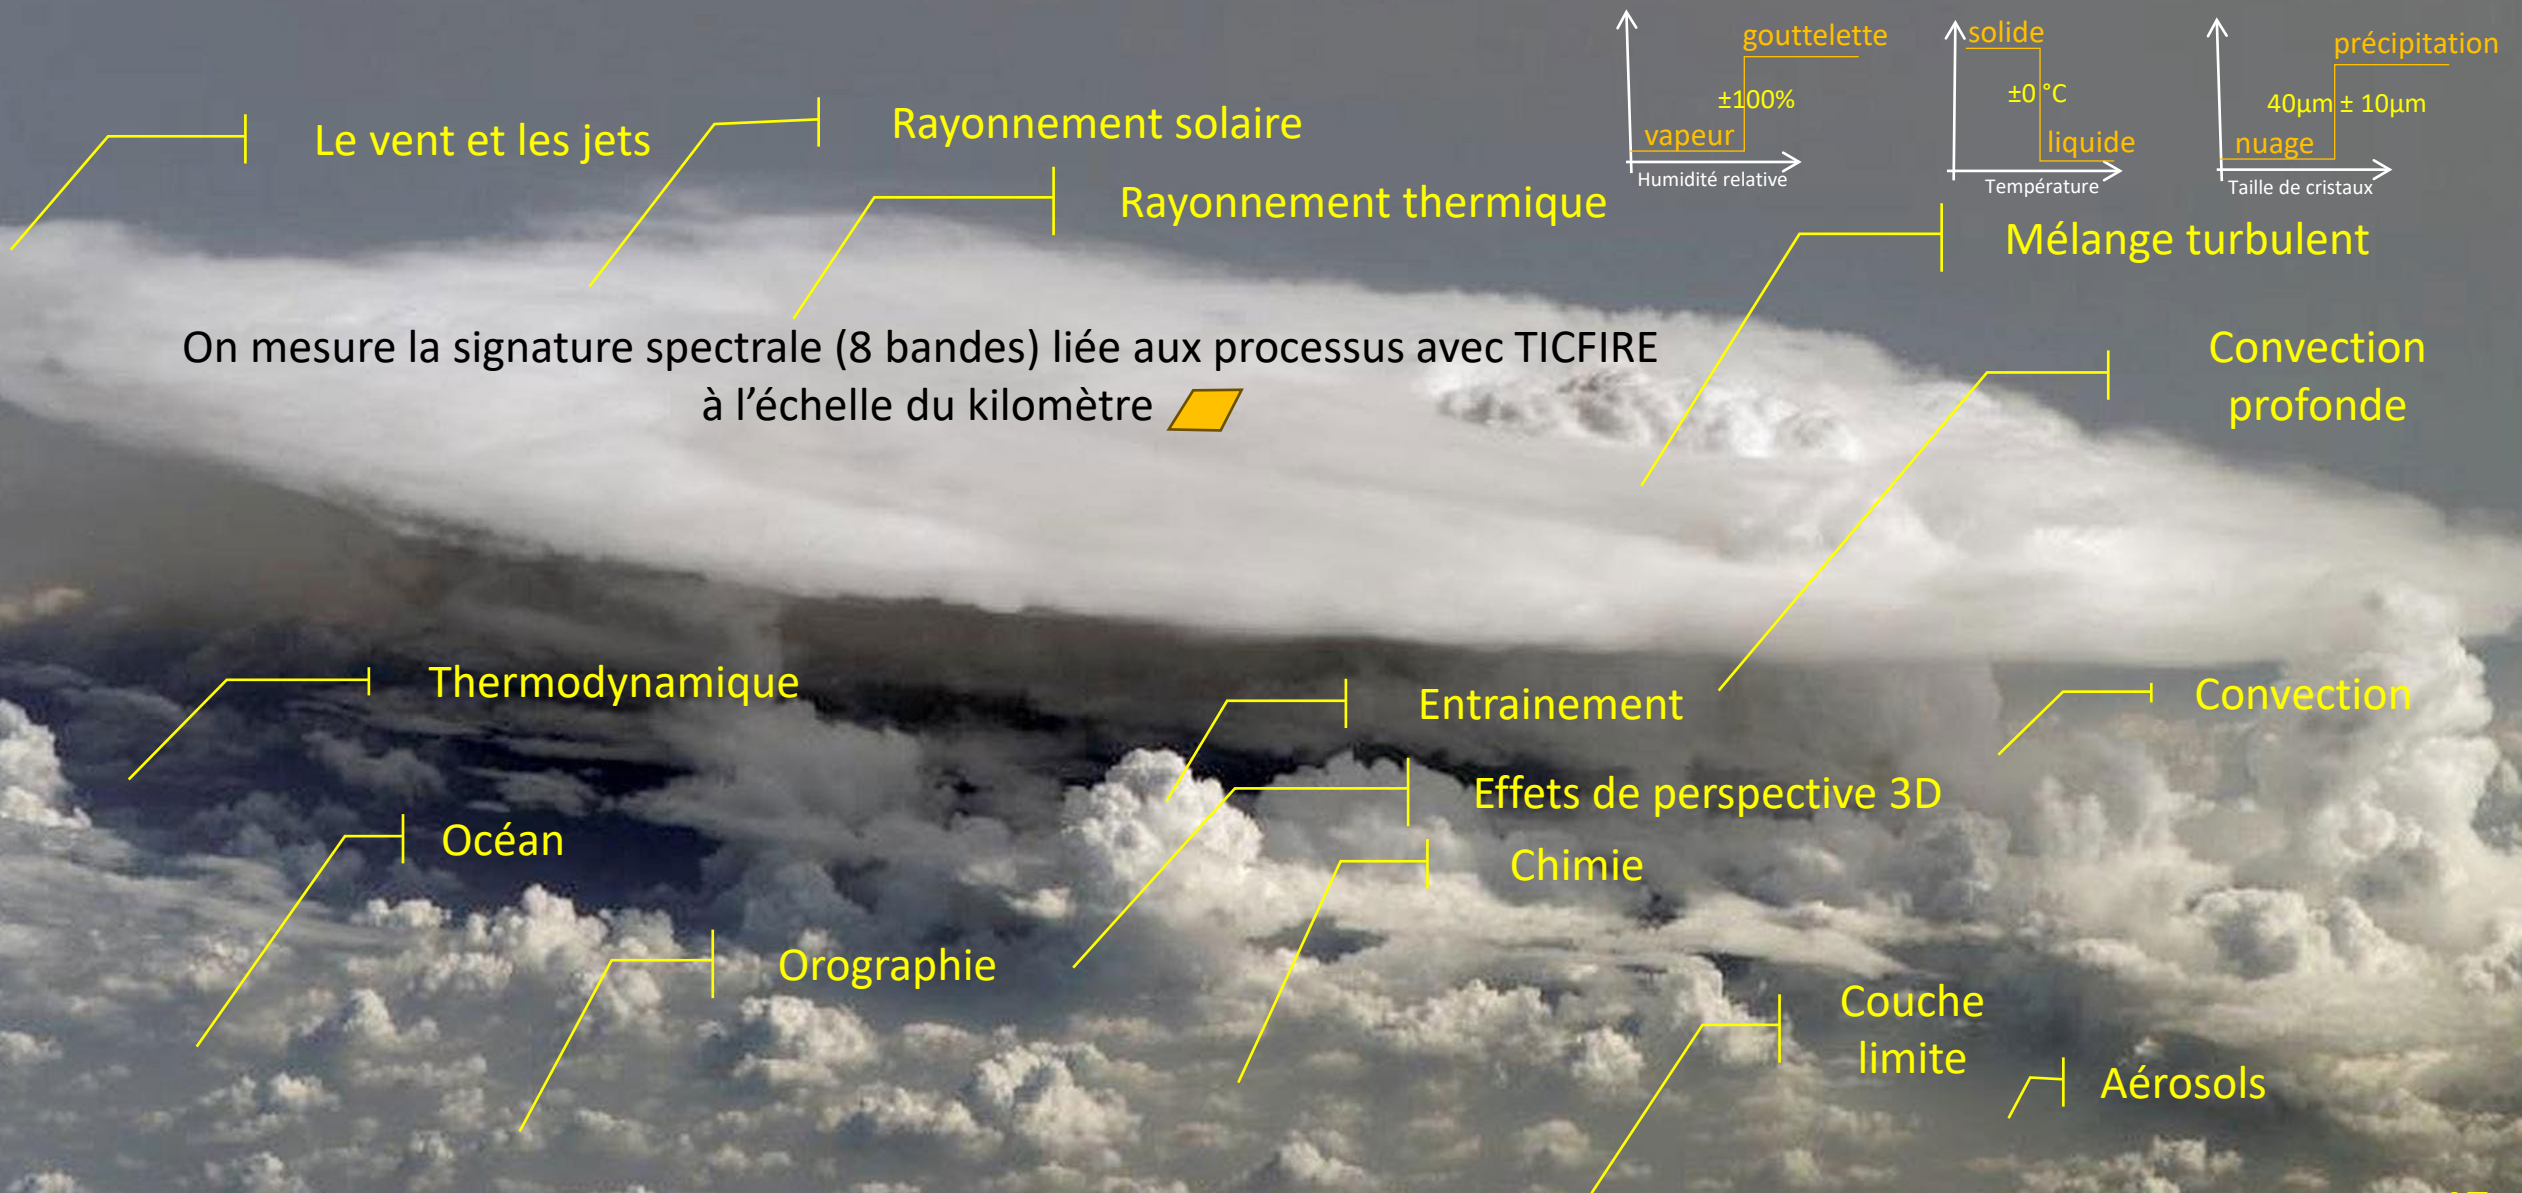 gouttelette
±100%
vapeur
Humidité relative
solide
±0 °C
liquide
Température
précipitation
40µm ± 10µm
nuage
Taille de cristaux
Le vent et les jets
Rayonnement solaire
Rayonnement thermique
Mélange turbulent
On mesure la signature spectrale (8 bandes) liée aux processus avec TICFIRE
à l’échelle du kilomètre
Convection
profonde
Thermodynamique
Entrainement
Convection
Effets de perspective 3D
Océan
Chimie
Orographie
Couche
limite
Aérosols